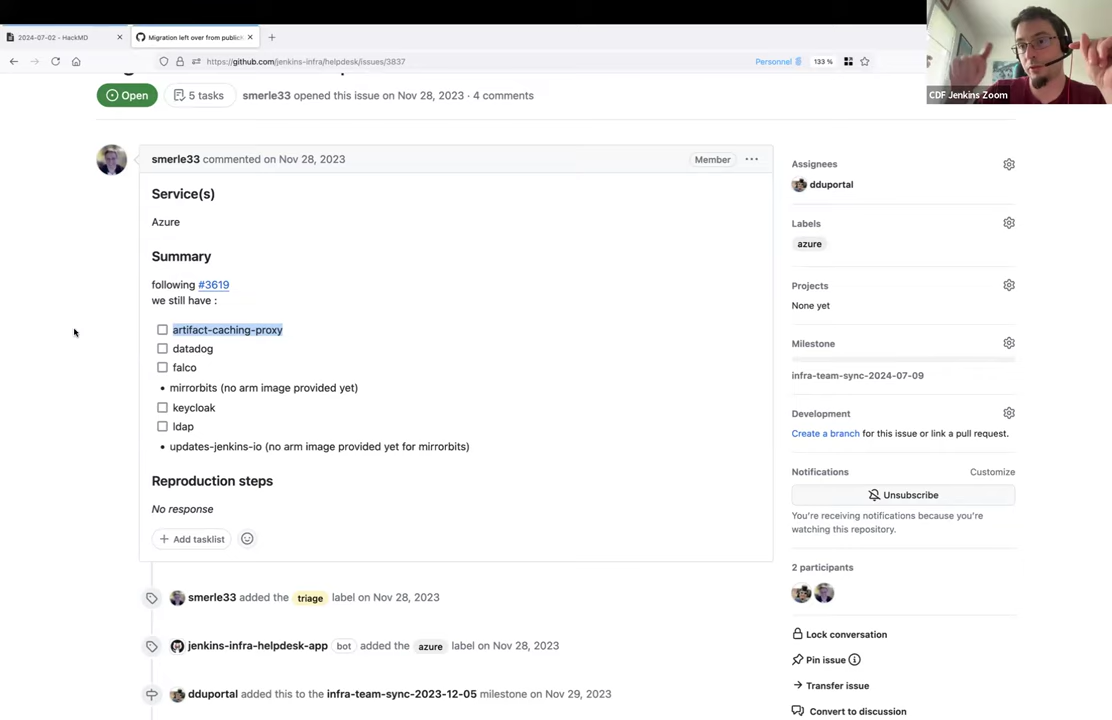 2024-07-02 - HackMD
Migration left over from public
https://github.com/jenkins-infra/helpdesk/issues/3837
Personnel
133 %
CDF Jenkins Zoom
Open
5 tasks
smerle33 opened this issue on Nov 28, 2023 · 4 comments
smerle33 commented on Nov 28, 2023
Member
Service(s)
Azure
Summary
following #3619
we still have :
artifact-caching-proxy
datadog
falco
• mirrorbits (no arm image provided yet)
keycloak
ldap
• updates-jenkins-io (no arm image provided yet for mirrorbits)
Reproduction steps
No response
Add tasklist
smerle33 added the triage label on Nov 28, 2023
jenkins-infra-helpdesk-app bot added the azure label on Nov 28, 2023
dduportal added this to the infra-team-sync-2023-12-05 milestone on Nov 29, 2023
Assignees
dduportal
Labels
azure
Projects
None yet
Milestone
infra-team-sync-2024-07-09
Development
Create a branch for this issue or link a pull request.
Notifications
Customize
Unsubscribe
You're receiving notifications because you're
watching this repository.
2 participants
Lock conversation
Pin issue
Transfer issue
Convert to discussion